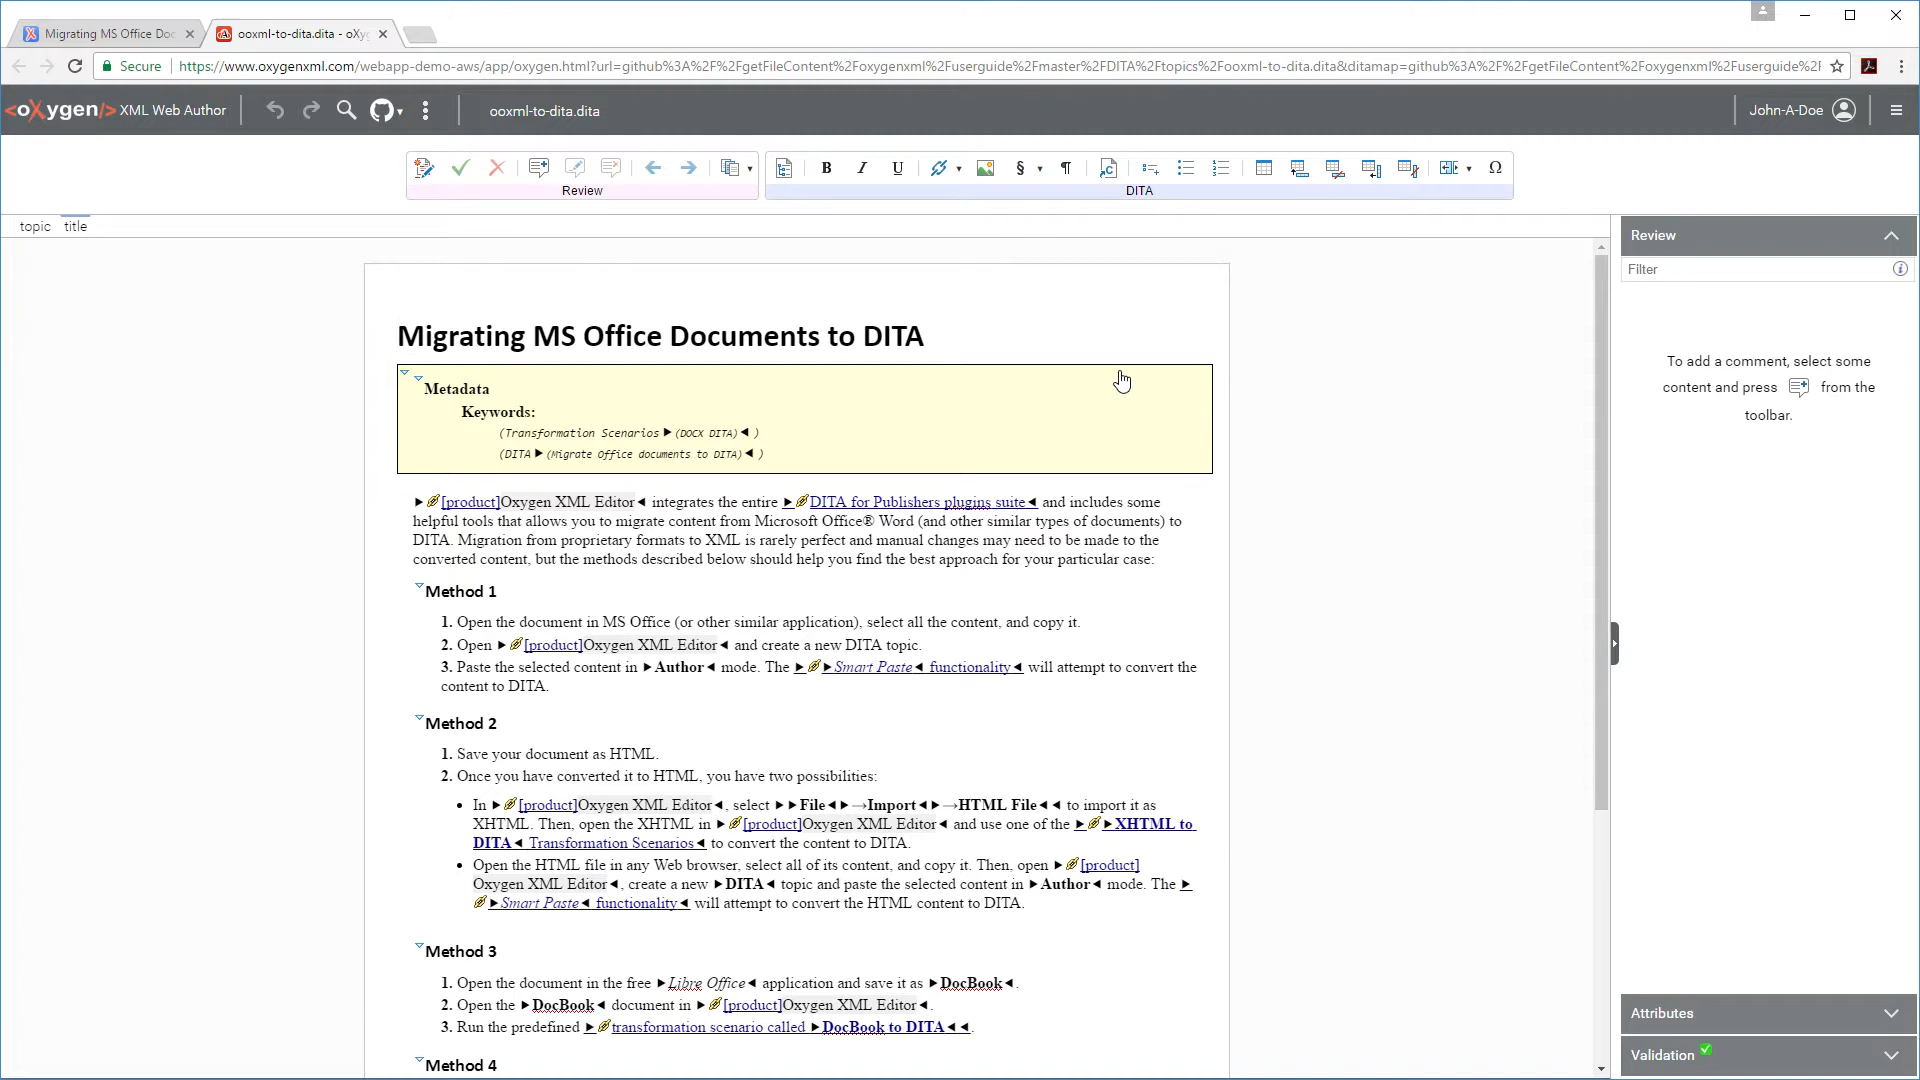 Migrating MS Office Doc
ooxml-to-dita.dita - oXyg
Secure https://www.oxygenxml.com/webapp-demo-aws/app/oxygen.html?url=github%3A%2F%2FgetFileContent%2Foxygenxml%2Fuserguide%2Fmaster%2FDITA%2Ftopics%2Fooxml-to-dita.dita&ditamap=github%3A%2F%2FgetFileContent%2Foxygenxml%2Fuserguide%2F
<oXygen/> XML Web Author
ooxml-to-dita.dita
John-A-Doe
B I U § ¶ Ω
Review
DITA
topic title
Review
Filter
To add a comment, select some
content and press from the
toolbar.
Migrating MS Office Documents to DITA
Metadata
Keywords:
(Transformation Scenarios (DOCX DITA) )
(DITA (Migrate Office documents to DITA) )
[product]Oxygen XML Editor integrates the entire DITA for Publishers plugins suite and includes some
helpful tools that allows you to migrate content from Microsoft Office® Word (and other similar types of documents) to
DITA. Migration from proprietary formats to XML is rarely perfect and manual changes may need to be made to the
converted content, but the methods described below should help you find the best approach for your particular case:
Method 1
1. Open the document in MS Office (or other similar application), select all the content, and copy it.
2. Open [product]Oxygen XML Editor and create a new DITA topic.
3. Paste the selected content in Author mode. The Smart Paste functionality will attempt to convert the
content to DITA.
Method 2
1. Save your document as HTML.
2. Once you have converted it to HTML, you have two possibilities:
• In [product]Oxygen XML Editor, select File→Import→HTML File to import it as
XHTML. Then, open the XHTML in [product]Oxygen XML Editor and use one of the XHTML to
DITA Transformation Scenarios to convert the content to DITA.
• Open the HTML file in any Web browser, select all of its content, and copy it. Then, open [product]
Oxygen XML Editor, create a new DITA topic and paste the selected content in Author mode. The
Smart Paste functionality will attempt to convert the HTML content to DITA.
Method 3
1. Open the document in the free Libre Office application and save it as DocBook.
2. Open the DocBook document in [product]Oxygen XML Editor.
3. Run the predefined transformation scenario called DocBook to DITA.
Method 4
Attributes
Validation